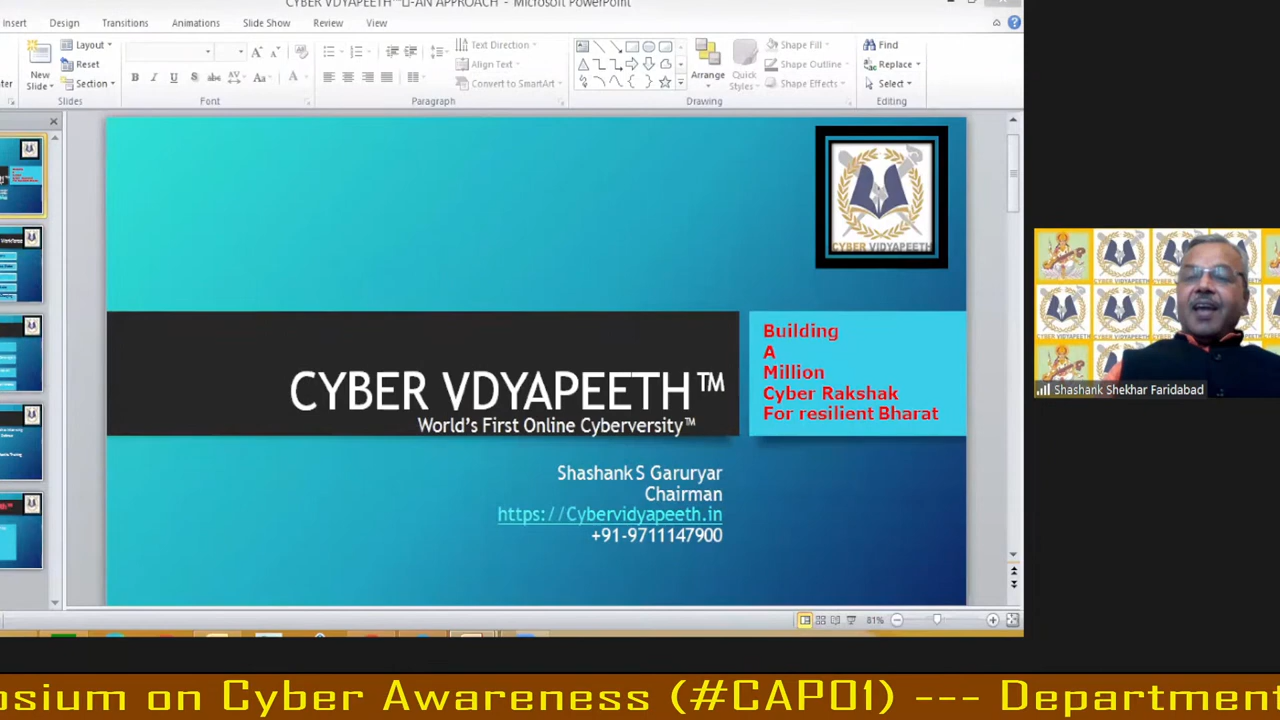 CYBER VDYAPEETH™ -AN APPROACH - Microsoft PowerPoint
Insert Design Transitions Animations Slide Show Review View
Layout
Reset
Section
New
Slide
Slides
B I U S abc AV Aa A
Font
Text Direction
Align Text
Convert to SmartArt
Paragraph
Arrange
Quick
Styles
Shape Fill
Shape Outline
Shape Effects
Drawing
Find
Replace
Select
Editing
CYBER VIDYAPEETH
CYBER VDYAPEETH™
World's First Online Cyberversity™
Building
A
Million
Cyber Rakshak
For resilient Bharat
Shashank S Garuryar
Chairman
https://Cybervidyapeeth.in
+91-9711147900
Shashank Shekhar Faridabad
81%
osium on Cyber Awareness (#CAP01) --- Department